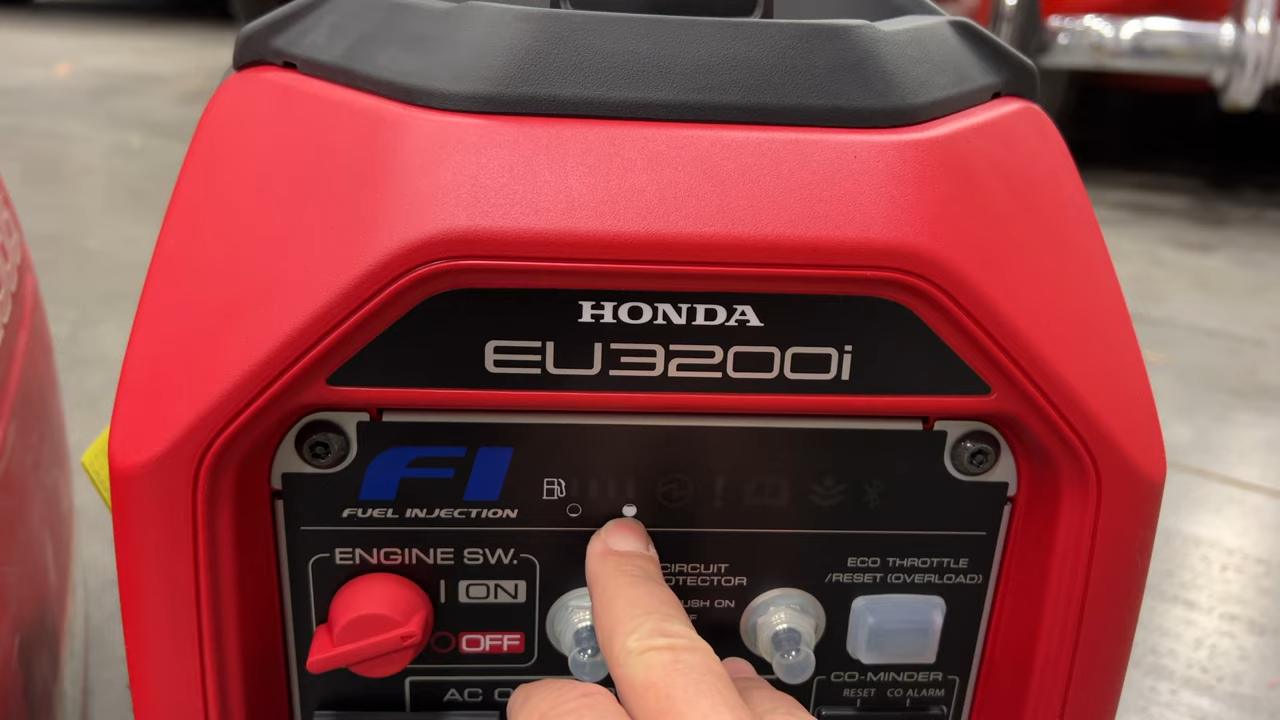 HONDA
EU3200i
FI
FUEL INJECTION
ENGINE SW.
ON
OFF
CIRCUIT
ECO THROTTLE
/RESET (OVERLOAD)
AC
CO-MINDER
RESET CO ALARM